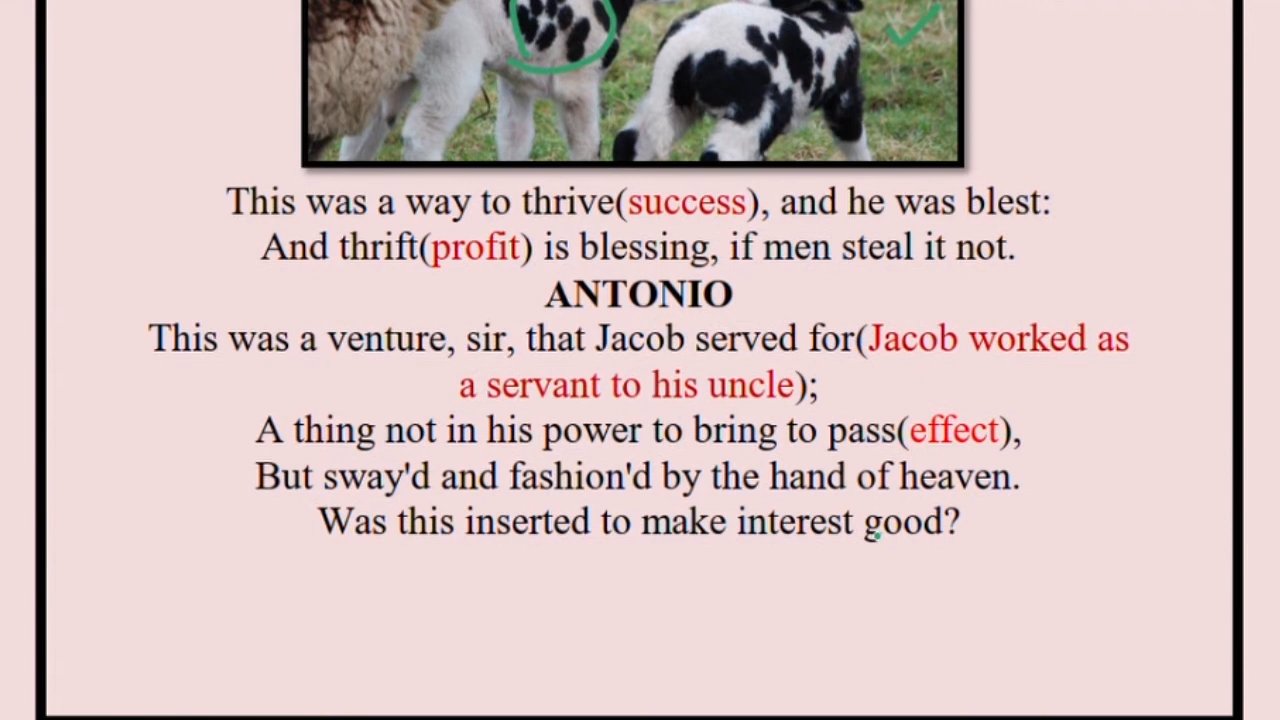 This was a way to thrive(success), and he was blest:
And thrift(profit) is blessing, if men steal it not.
ANTONIO
This was a venture, sir, that Jacob served for(Jacob worked as
a servant to his uncle);
A thing not in his power to bring to pass(effect),
But sway'd and fashion'd by the hand of heaven.
Was this inserted to make interest good?